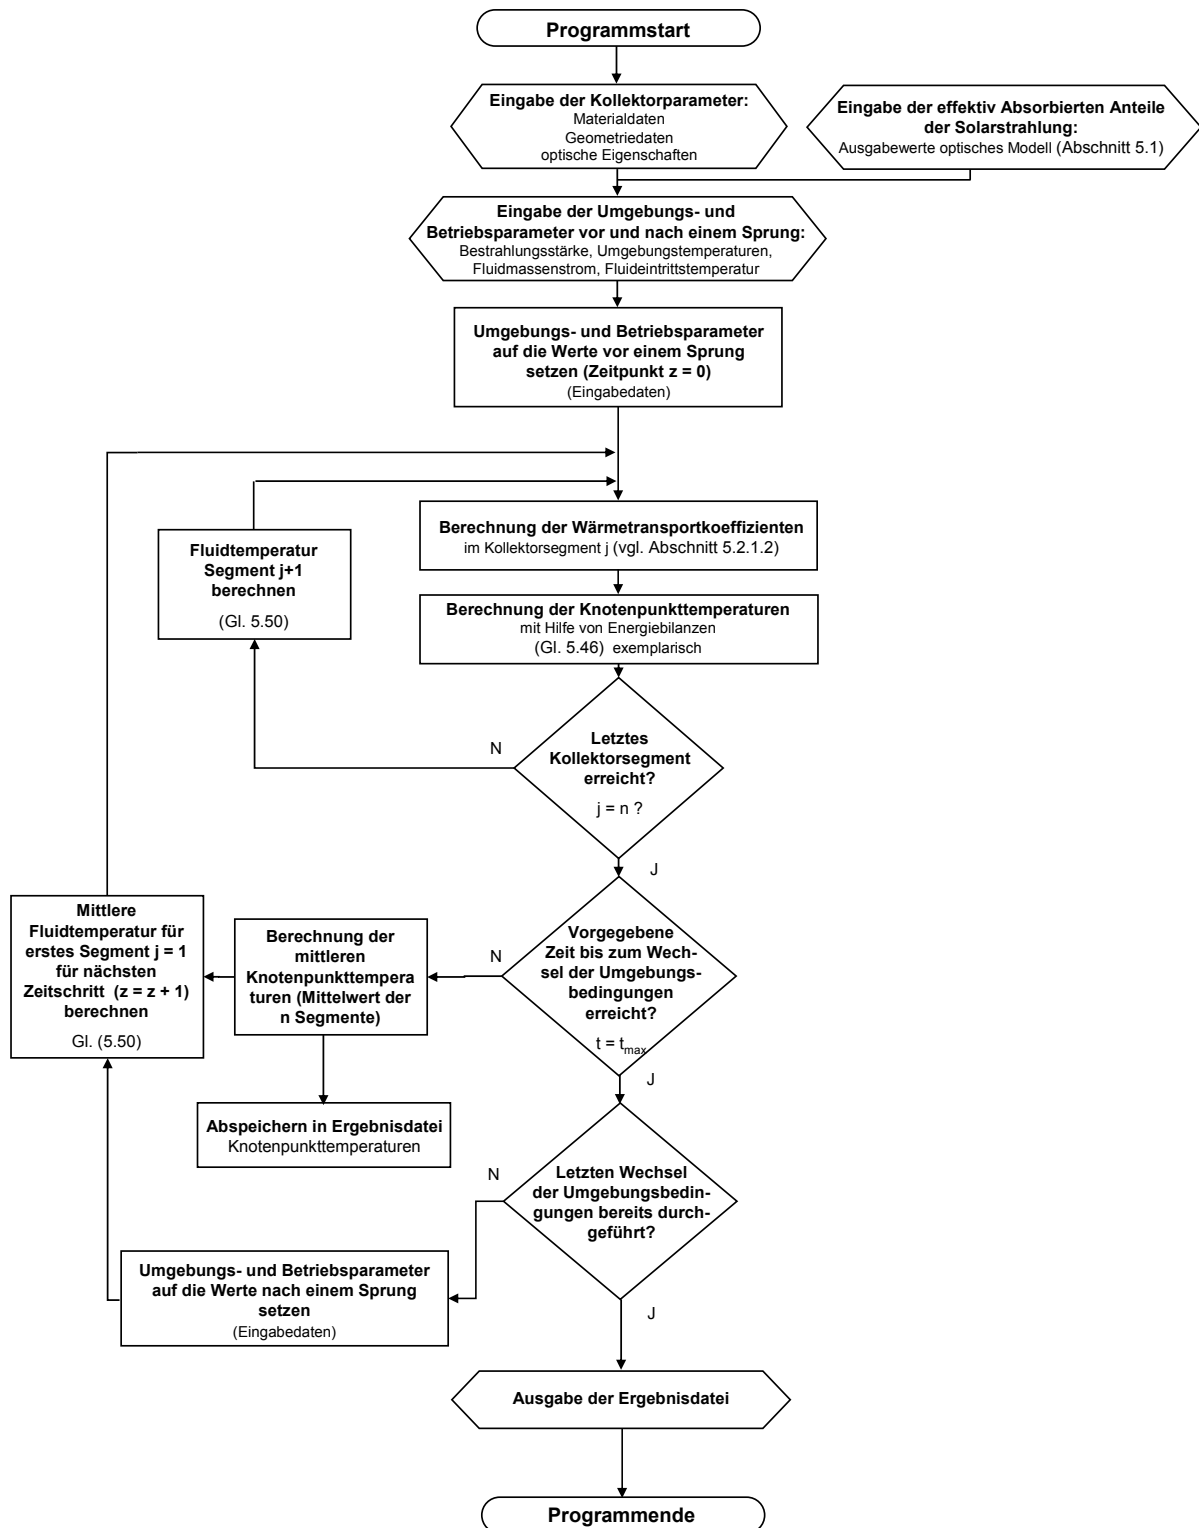 Programmstart
Eingabe der Kollektorparameter:
Materialdaten
Geometriedaten
optische Eigenschaften
Eingabe der effektiv Absorbierten Anteile
der Solarstrahlung:
Ausgabewerte optisches Modell (Abschnitt 5.1)
Eingabe der Umgebungs- und
Betriebsparameter vor und nach einem Sprung:
Bestrahlungsstärke, Umgebungstemperaturen,
Fluidmassenstrom, Fluideintrittstemperatur
Umgebungs- und Betriebsparameter
auf die Werte vor einem Sprung
setzen (Zeitpunkt z = 0)
(Eingabedaten)
Berechnung der Wärmetransportkoeffizienten
im Kollektorsegment j (vgl. Abschnitt 5.2.1.2)
Fluidtemperatur
Segment j+1
berechnen
(Gl. 5.50)
Berechnung der Knotenpunkttemperaturen
mit Hilfe von Energiebilanzen
(Gl. 5.46) exemplarisch
N
Letztes
Kollektorsegment
erreicht?
j = n ?
J
Mittlere
Fluidtemperatur für
erstes Segment j = 1
für nächsten
Zeitschritt (z = z + 1)
berechnen
Gl. (5.50)
Berechnung der
mittleren
Knotenpunkttempera
turen (Mittelwert der
n Segmente)
N
Vorgegebene
Zeit bis zum Wech-
sel der Umgebungs-
bedingungen
erreicht?
t = tmax
J
Abspeichern in Ergebnisdatei
Knotenpunkttemperaturen
N
Letzten Wechsel
der Umgebungsbedin-
gungen bereits durch-
geführt?
J
Umgebungs- und Betriebsparameter
auf die Werte nach einem Sprung
setzen
(Eingabedaten)
Ausgabe der Ergebnisdatei
Programmende